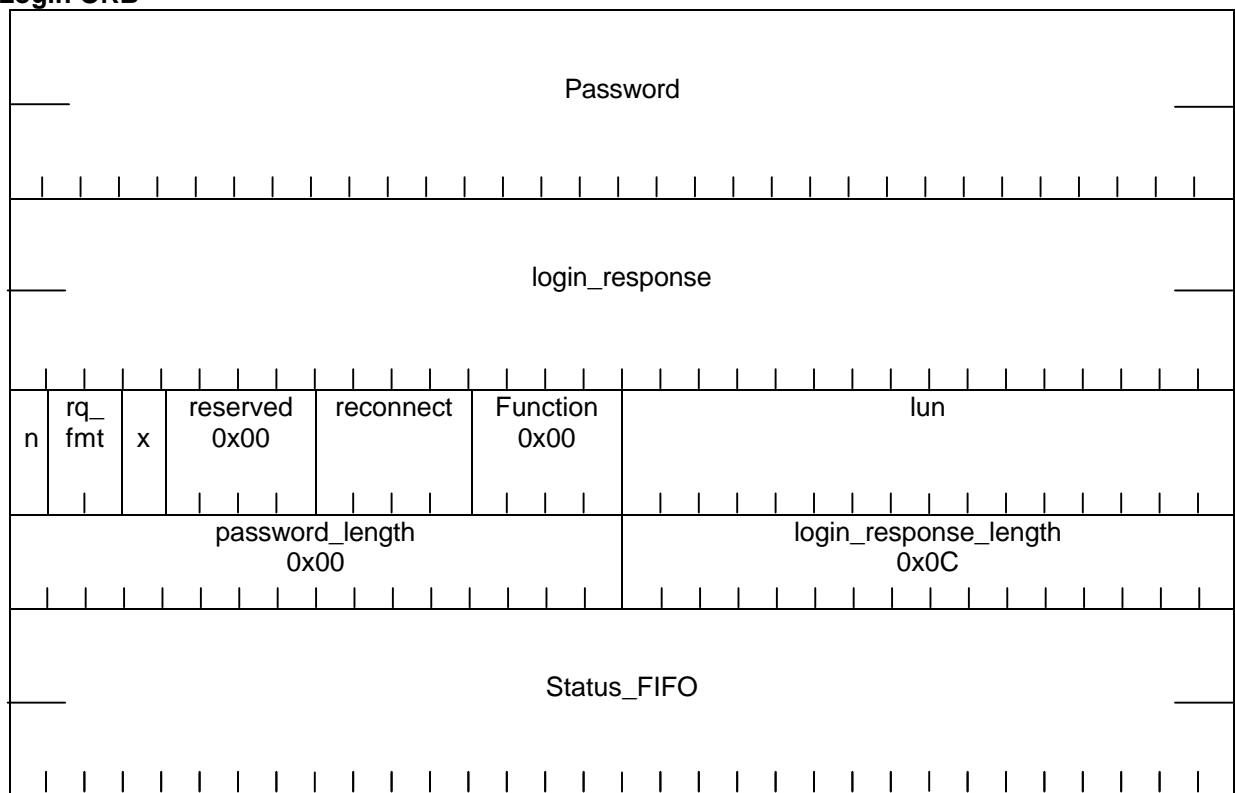 Login ORB
Password
login_response
n
rq_
fmt
x
reserved
0x00
reconnect
Function
0x00
lun
password_length
0x00
login_response_length
0x0C
Status_FIFO